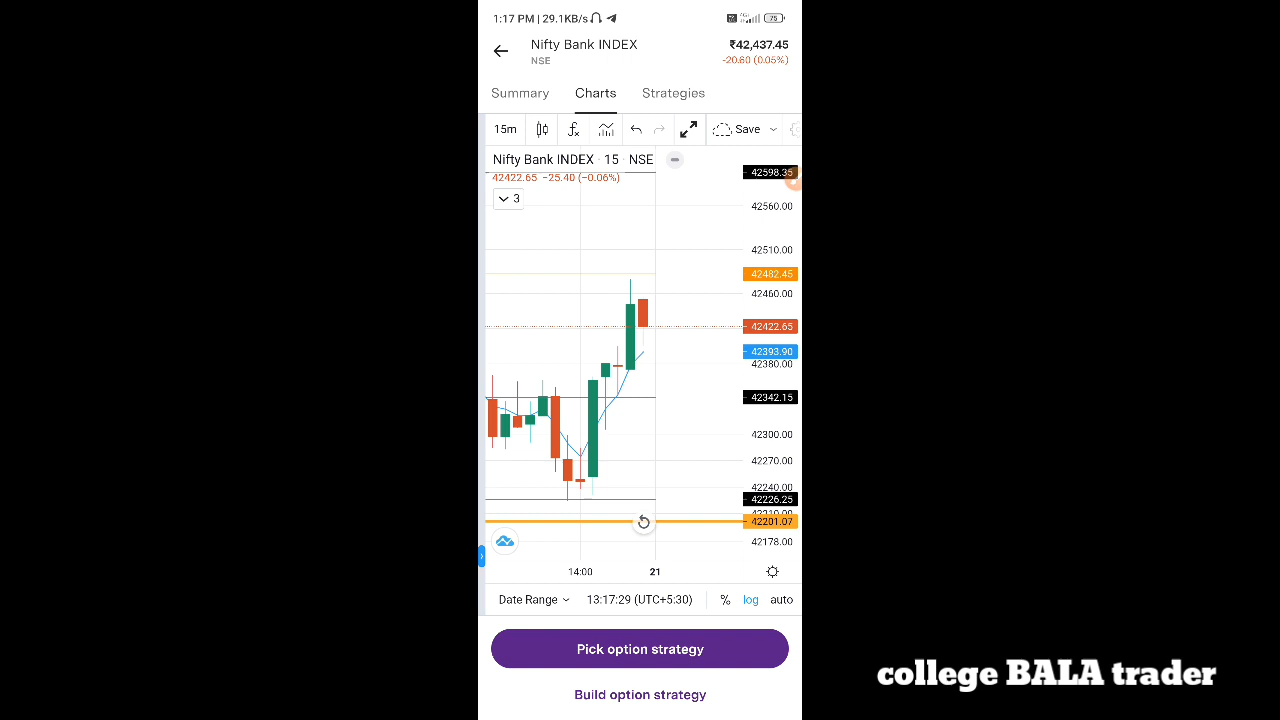 1:17 PM | 29.1KB/s
75
Nifty Bank INDEX
₹42,437.45
NSE
-20.60 (0.05%)
Summary Charts Strategies
15m
Save
Nifty Bank INDEX · 15 · NSE
42422.65 −25.40 (−0.06%)
3
42598.35
42560.00
42510.00
42482.45
42460.00
42422.65
42393.90
42380.00
42342.15
42300.00
42270.00
42240.00
42226.25
42210.00
42201.07
42178.00
14:00 21
Date Range 13:17:29 (UTC+5:30) % log auto
Pick option strategy
Build option strategy
college BALA trader